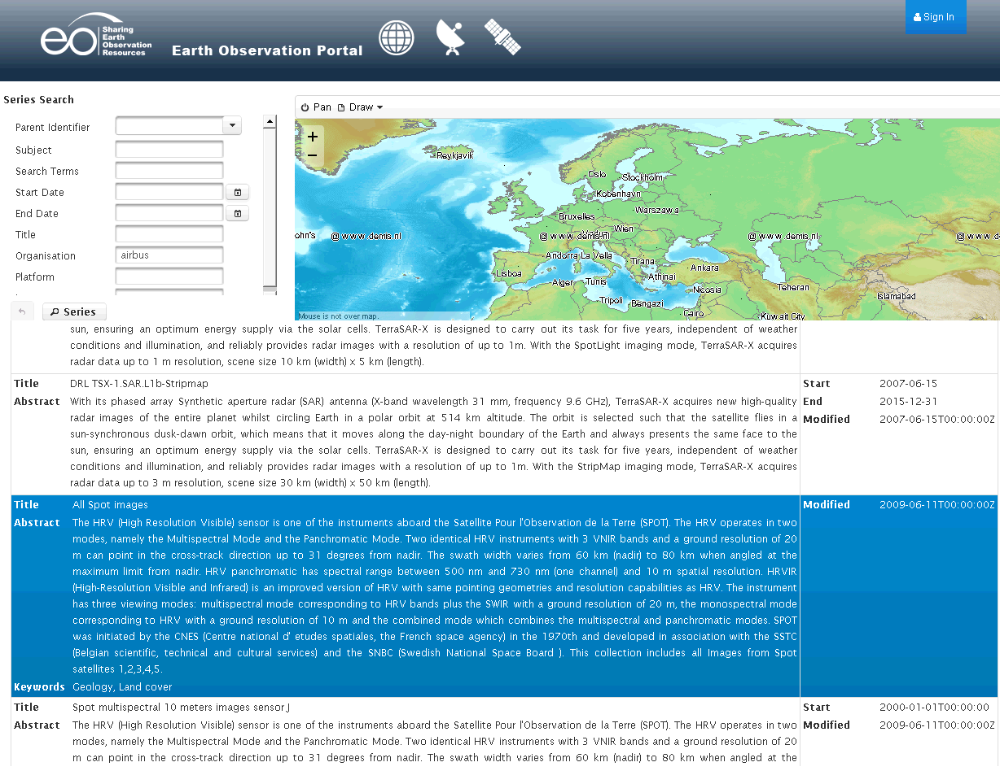 eo Sharing
Earth
Observation
Resources
Earth Observation Portal
Sign In
Series Search
Parent Identifier
Subject
Search Terms
Start Date
End Date
Title
Organisation airbus
Platform
Series
Pan Draw
+
−
Reykjavik
Oslo
Stockholm
Kobenhavn
Warszawa
Bruxelles
Wien
ohn's @www.demis.nl @www.demis.nl @www.demis.nl @www.d
Andorra La Vella
Tirana
Lisboa
Ankara
Alger Tunis Athinai
Nicosia Teheran
Tripoli Bengazi Islamabad
Cairo Kuwait City
Mouse is not over map.
sun, ensuring an optimum energy supply via the solar cells. TerraSAR-X is designed to carry out its task for five years, independent of weather
conditions and illumination, and reliably provides radar images with a resolution of up to 1m. With the SpotLight imaging mode, TerraSAR-X acquires
radar data up to 1 m resolution, scene size 10 km (width) x 5 km (length).
Title DRL TSX-1.SAR.L1b-Stripmap Start 2007-06-15
Abstract With its phased array Synthetic aperture radar (SAR) antenna (X-band wavelength 31 mm, frequency 9.6 GHz), TerraSAR-X acquires new high-quality End 2015-12-31
radar images of the entire planet whilst circling Earth in a polar orbit at 514 km altitude. The orbit is selected such that the satellite flies in a Modified 2007-06-15T00:00:00Z
sun-synchronous dusk-dawn orbit, which means that it moves along the day-night boundary of the Earth and always presents the same face to the
sun, ensuring an optimum energy supply via the solar cells. TerraSAR-X is designed to carry out its task for five years, independent of weather
conditions and illumination, and reliably provides radar images with a resolution of up to 1m. With the StripMap imaging mode, TerraSAR-X acquires
radar data up to 3 m resolution, scene size 30 km (width) x 50 km (length).
Title All Spot images Modified 2009-06-11T00:00:00Z
Abstract The HRV (High Resolution Visible) sensor is one of the instruments aboard the Satellite Pour l'Observation de la Terre (SPOT). The HRV operates in two
modes, namely the Multispectral Mode and the Panchromatic Mode. Two identical HRV instruments with 3 VNIR bands and a ground resolution of 20
m can point in the cross-track direction up to 31 degrees from nadir. The swath width varies from 60 km (nadir) to 80 km when angled at the
maximum limit from nadir. HRV panchromatic has spectral range between 500 nm and 730 nm (one channel) and 10 m spatial resolution. HRVIR
(High-Resolution Visible and Infrared) is an improved version of HRV with same pointing geometries and resolution capabilities as HRV. The instrument
has three viewing modes: multispectral mode corresponding to HRV bands plus the SWIR with a ground resolution of 20 m, the monospectral mode
corresponding to HRV with a ground resolution of 10 m and the combined mode which combines the multispectral and panchromatic modes. SPOT
was initiated by the CNES (Centre national d' etudes spatiales, the French space agency) in the 1970th and developed in association with the SSTC
(Belgian scientific, technical and cultural services) and the SNBC (Swedish National Space Board ). This collection includes all Images from Spot
satellites 1,2,3,4,5.
Keywords Geology, Land cover
Title Spot multispectral 10 meters images sensor J Start 2000-01-01T00:00:00
Abstract The HRV (High Resolution Visible) sensor is one of the instruments aboard the Satellite Pour l'Observation de la Terre (SPOT). The HRV operates in two Modified 2009-06-11T00:00:00Z
modes, namely the Multispectral Mode and the Panchromatic Mode. Two identical HRV instruments with 3 VNIR bands and a ground resolution of 20
m can point in the cross-track direction up to 31 degrees from nadir. The swath width varies from 60 km (nadir) to 80 km when angled at the